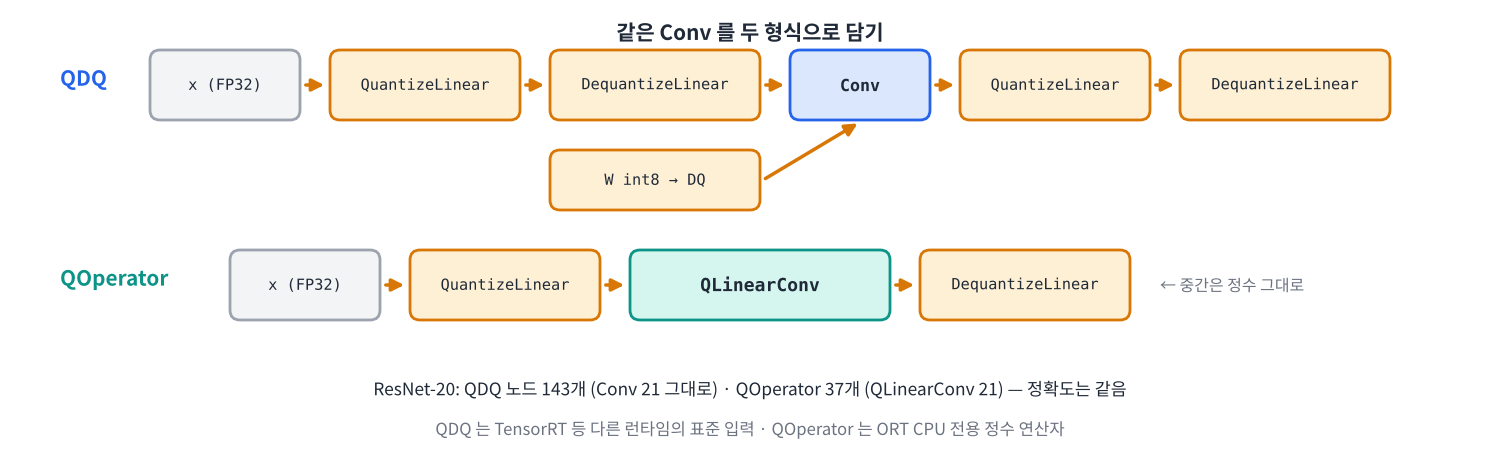 같은 Conv 를 두 형식으로 담기
QDQ
x (FP32)
QuantizeLinear
DequantizeLinear
Conv
QuantizeLinear
DequantizeLinear
W int8 → DQ
QOperator
x (FP32)
QuantizeLinear
QLinearConv
DequantizeLinear
← 중간은 정수 그대로
ResNet-20: QDQ 노드 143개 (Conv 21 그대로) · QOperator 37개 (QLinearConv 21) — 정확도는 같음
QDQ 는 TensorRT 등 다른 런타임의 표준 입력 · QOperator 는 ORT CPU 전용 정수 연산자